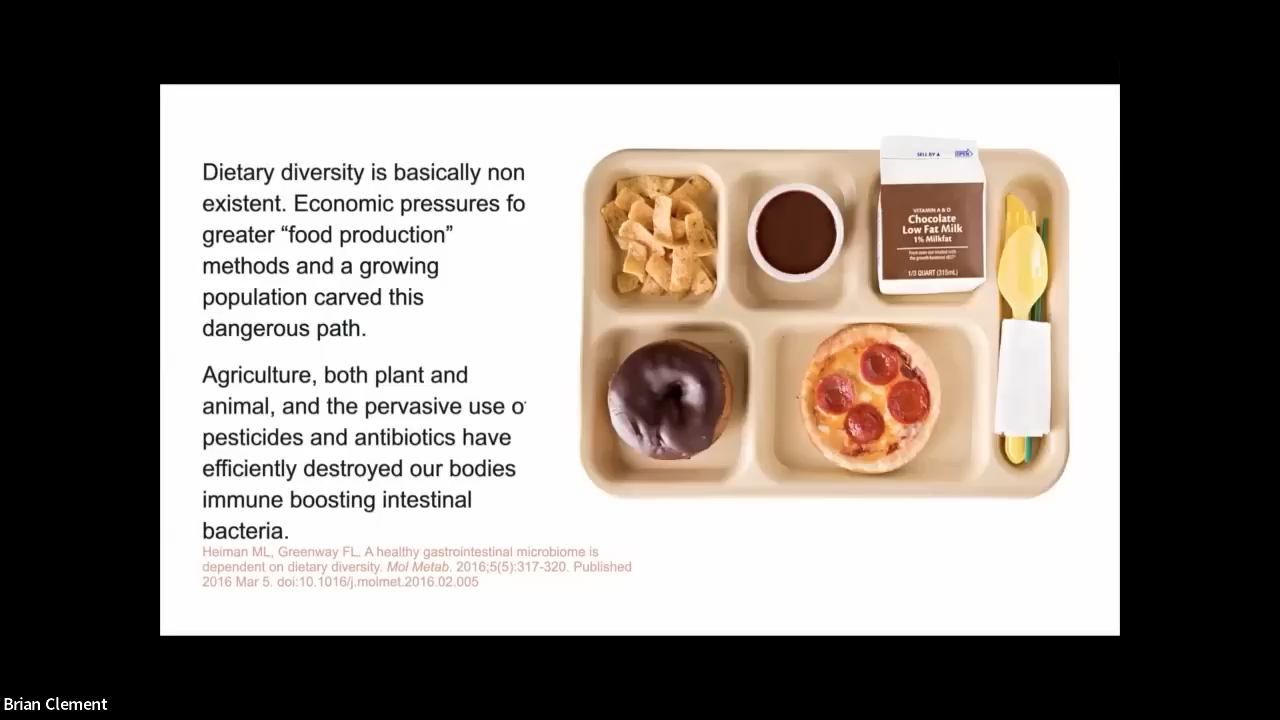 Dietary diversity is basically non
existent. Economic pressures fo
greater “food production”
methods and a growing
population carved this
dangerous path.
Agriculture, both plant and
animal, and the pervasive use o
pesticides and antibiotics have
efficiently destroyed our bodies
immune boosting intestinal
bacteria.
Heiman ML, Greenway FL. A healthy gastrointestinal microbiome is
dependent on dietary diversity. Mol Metab. 2016;5(5):317-320. Published
2016 Mar 5. doi:10.1016/j.molmet.2016.02.005
SELL BY A
OPEN
VITAMIN A & D
Chocolate
Low Fat Milk
1% Milkfat
1/2 QUART (315mL)
Brian Clement